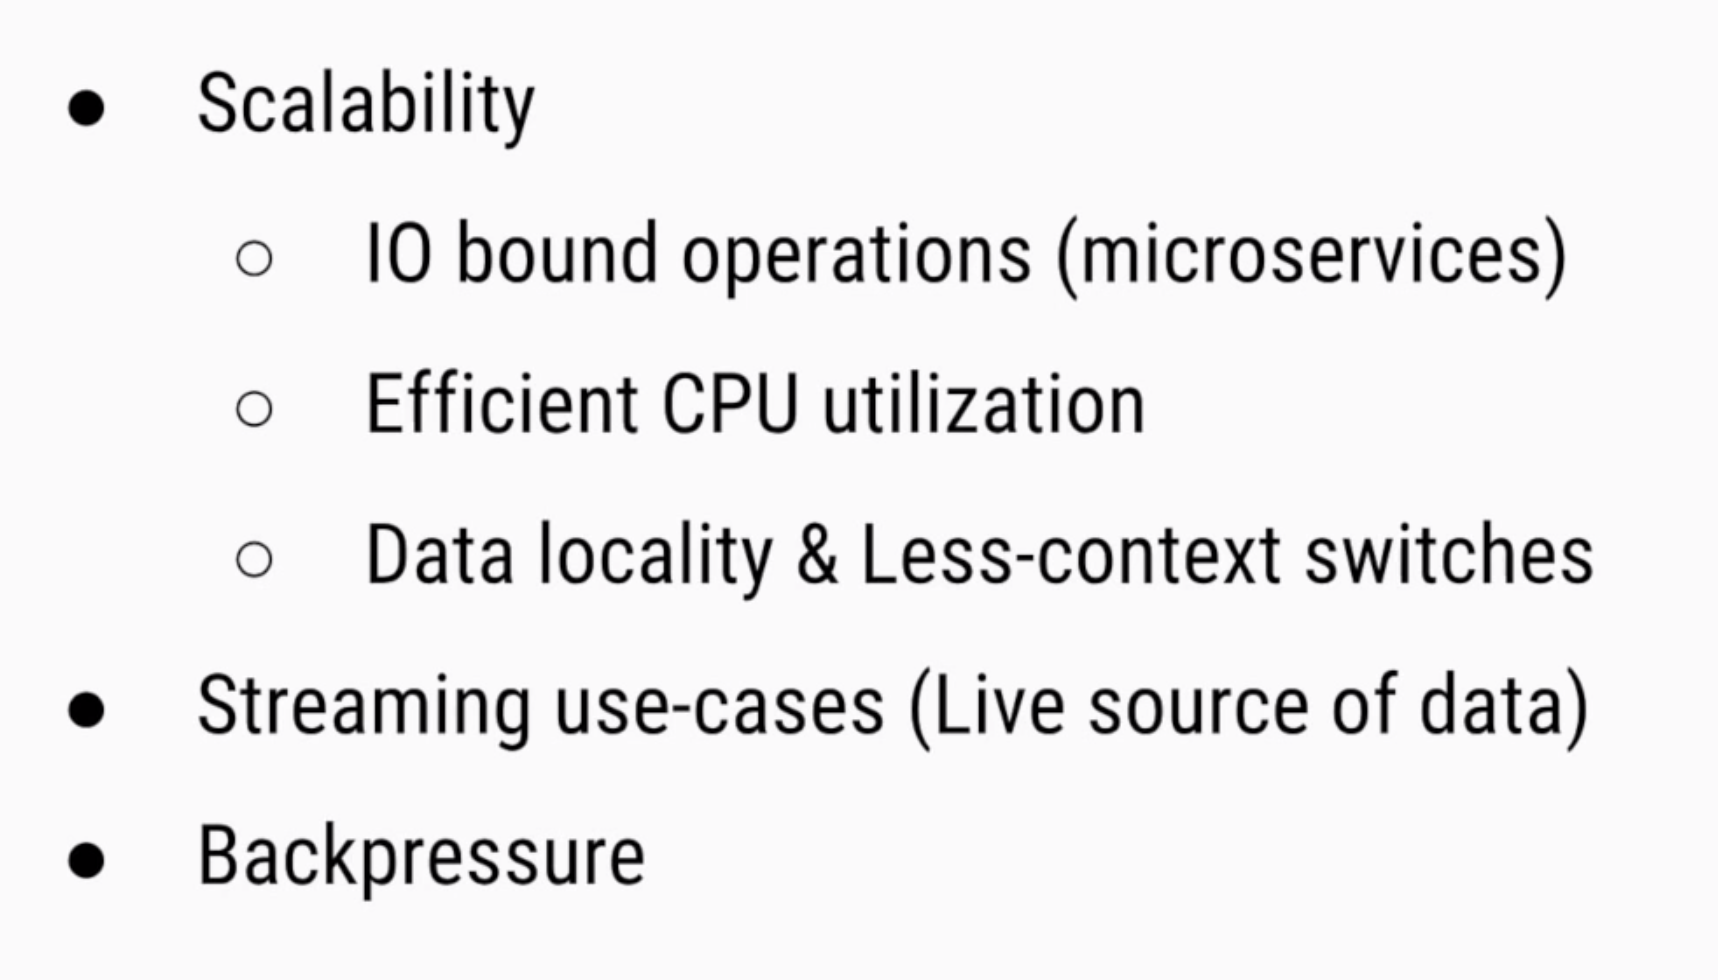 ● Scalability
○ IO bound operations (microservices)
○ Efficient CPU utilization
○ Data locality & Less-context switches
● Streaming use-cases (Live source of data)
● Backpressure